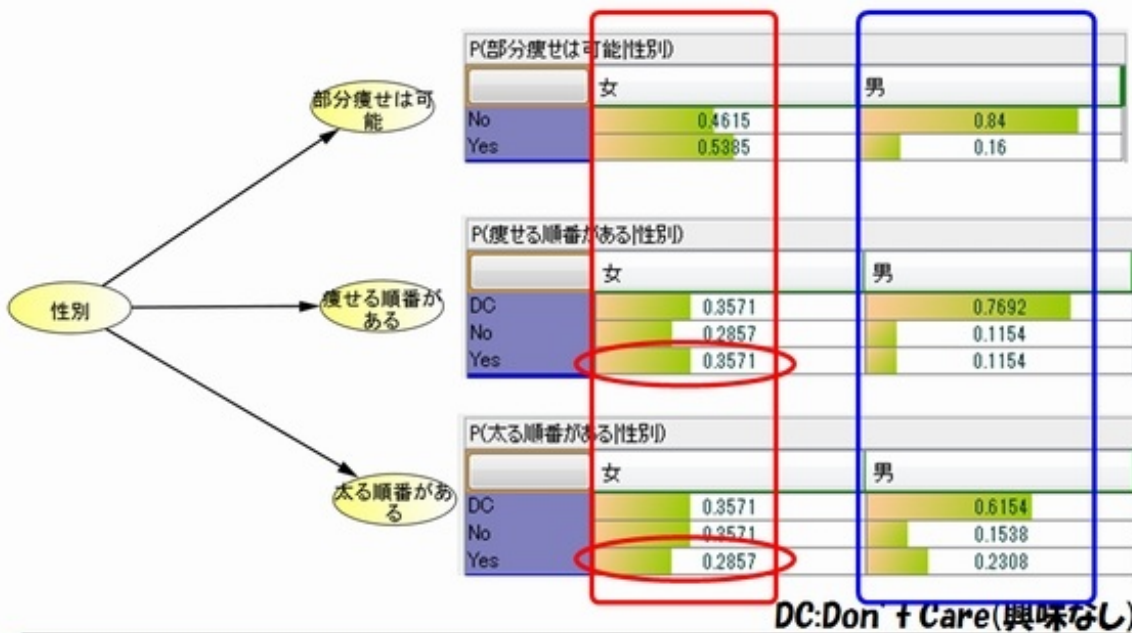 部分痩せは可
能
性別
痩せる順番が
ある
太る順番があ
る
P(部分痩せは可能|性別)
女 男
No 0.4615 0.84
Yes 0.5385 0.16
P(痩せる順番がある|性別)
女 男
DC 0.3571 0.7692
No 0.2857 0.1154
Yes 0.3571 0.1154
P(太る順番がある|性別)
女 男
DC 0.3571 0.6154
No 0.3571 0.1538
Yes 0.2857 0.2308
DC:Don't Care(興味なし)